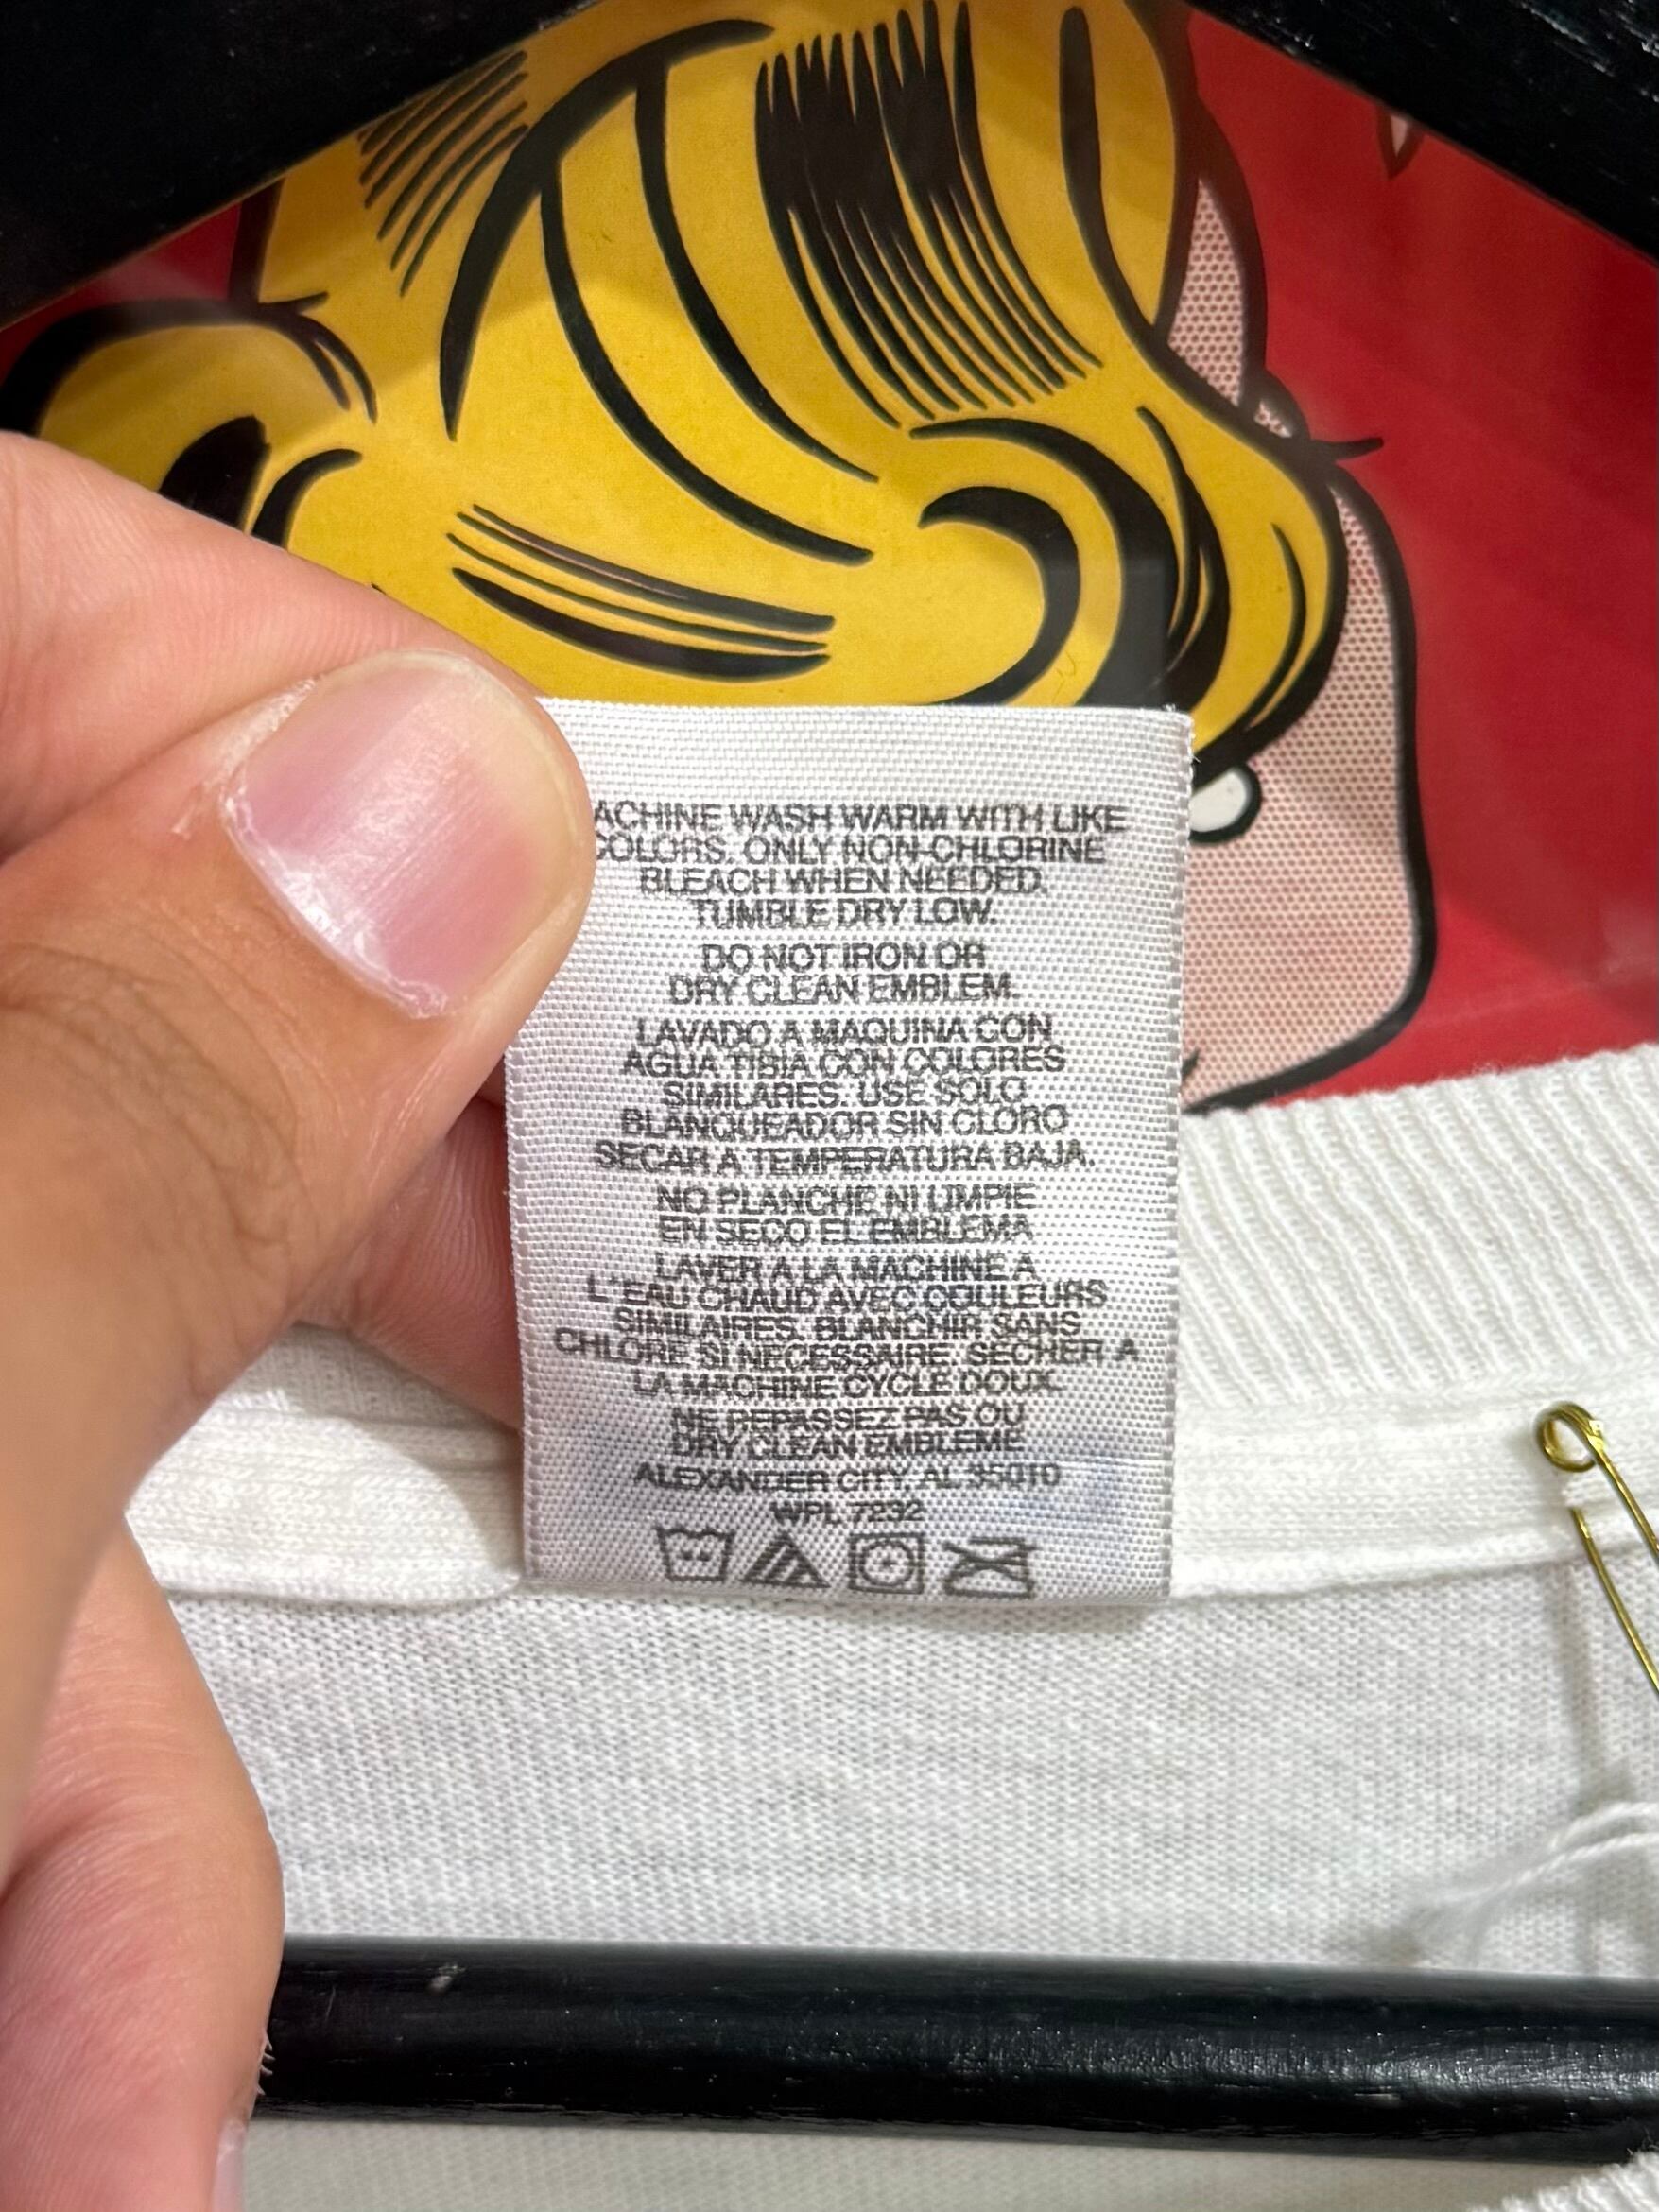 ACHINE WASH WARM WITH LIKE
COLORS. ONLY NON-CHLORINE
BLEACH WHEN NEEDED.
TUMBLE DRY LOW.
DO NOT IRON OR
DRY CLEAN EMBLEM.
LAVADO A MAQUINA CON
AGUA TIBIA CON COLORES
SIMILARES. USE SOLO
BLANQUEADOR SIN CLORO
SECAR A TEMPERATURA BAJA.
NO PLANCHE NI LIMPIE
EN SECO EL EMBLEMA
LAVER A LA MACHINE A
L'EAU CHAUD AVEC COULEURS
SIMILAIRES. BLANCHIR SANS
CHLORE SI NECESSAIRE. SECHER A
LA MACHINE CYCLE DOUX.
NE REPASSEZ PAS OU
DRY CLEAN EMBLEME
ALEXANDER CITY, AL 35010
WPL 7232